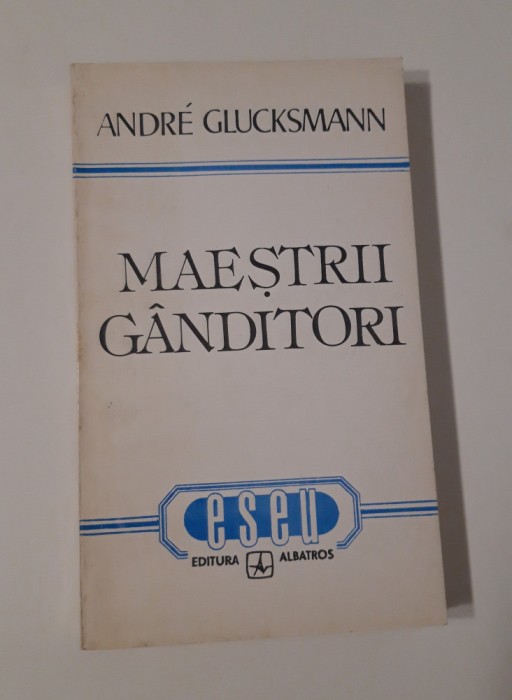 ANDRÉ GLUCKSMANN
MAEȘTRII
GÂNDITORI
eseu
EDITURA ALBATROS